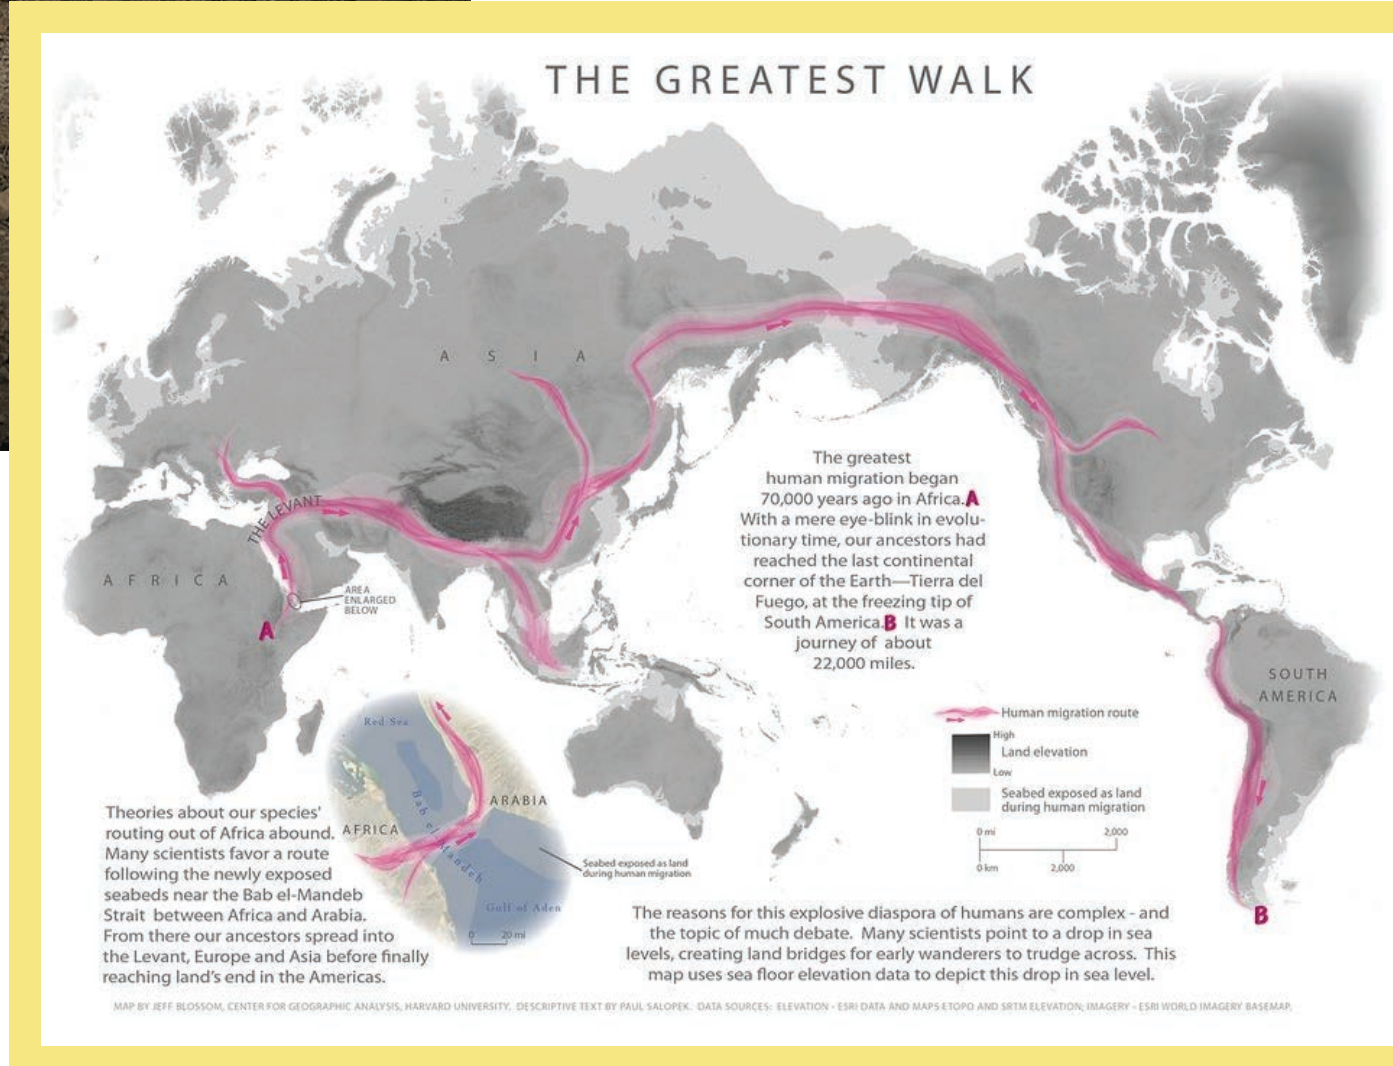 THE GREATEST WALK
A S I A
THE LEVANT
AFRICA
AREA
ENLARGED
BELOW
A
The greatest
human migration began
70,000 years ago in Africa.A
With a mere eye-blink in evolu-
tionary time, our ancestors had
reached the last continental
corner of the Earth—Tierra del
Fuego, at the freezing tip of
South America.B It was a
journey of about
22,000 miles.
SOUTH
AMERICA
Human migration route
High
Land elevation
Low
Seabed exposed as land
during human migration
0 mi 2,000
0 km 2,000
B
Red Sea
Bab el-Mandeb
ARABIA
AFRICA
Gulf of Aden
0 20 mi
Seabed exposed as land
during human migration
Theories about our species'
routing out of Africa abound.
Many scientists favor a route
following the newly exposed
seabeds near the Bab el-Mandeb
Strait between Africa and Arabia.
From there our ancestors spread into
the Levant, Europe and Asia before finally
reaching land's end in the Americas.
The reasons for this explosive diaspora of humans are complex - and
the topic of much debate. Many scientists point to a drop in sea
levels, creating land bridges for early wanderers to trudge across. This
map uses sea floor elevation data to depict this drop in sea level.
MAP BY JEFF BLOSSOM, CENTER FOR GEOGRAPHIC ANALYSIS, HARVARD UNIVERSITY. DESCRIPTIVE TEXT BY PAUL SALOPEK. DATA SOURCES: ELEVATION - ESRI DATA AND MAPS ETOPO AND SRTM ELEVATION; IMAGERY - ESRI WORLD IMAGERY BASEMAP.